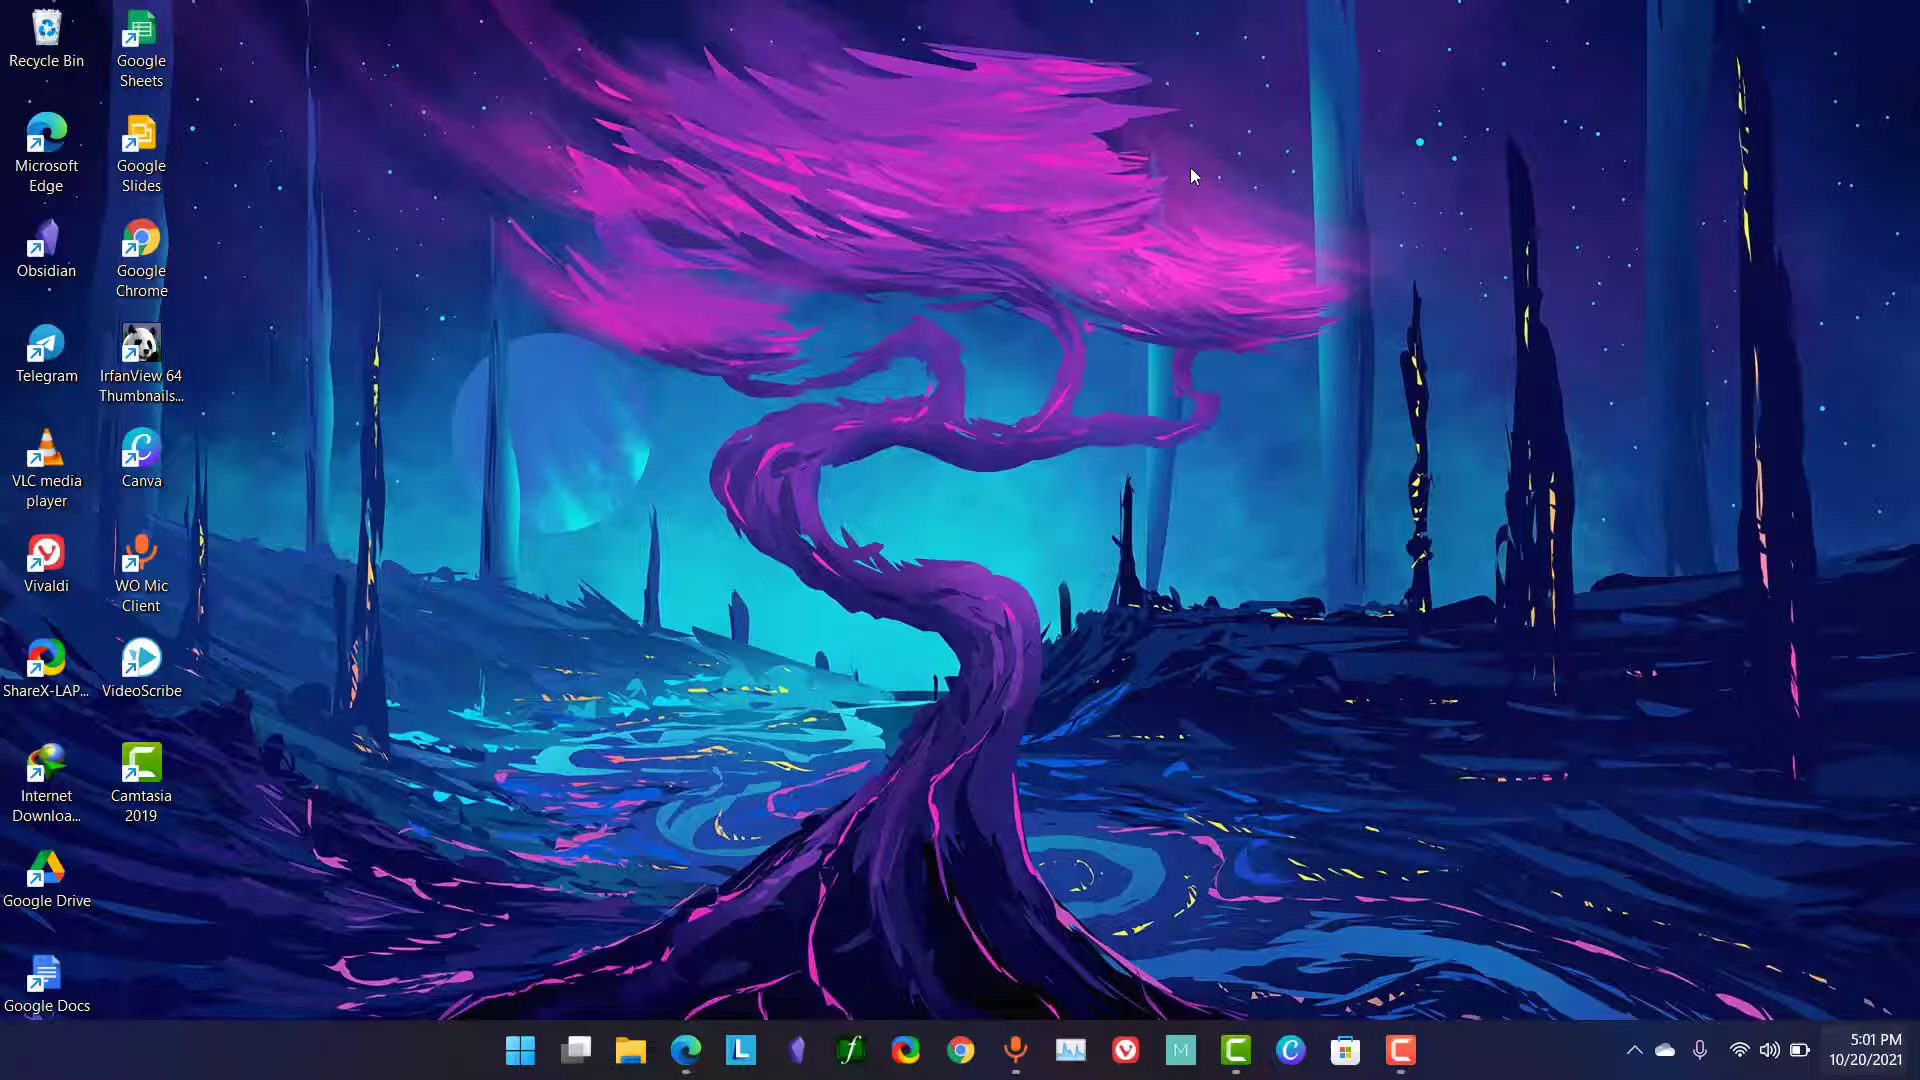 Recycle Bin
Google
Sheets
Microsoft
Edge
Google
Slides
Obsidian
Google
Chrome
Telegram
IrfanView 64
Thumbnails...
VLC media
player
Canva
Vivaldi
WO Mic
Client
ShareX-LAP...
VideoScribe
Internet
Downloa...
Camtasia
2019
Google Drive
Google Docs
L
f
M
C
C
C
5:01 PM
10/20/2021